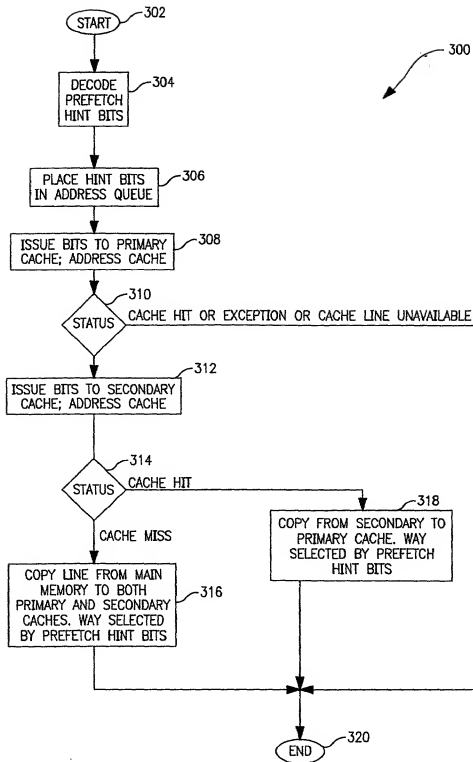 START
302
300
DECODE
PREFETCH
HINT BITS
304
PLACE HINT BITS
IN ADDRESS QUEUE
306
ISSUE BITS TO PRIMARY
CACHE; ADDRESS CACHE
308
310
STATUS
CACHE HIT OR EXCEPTION OR CACHE LINE UNAVAILABLE
312
ISSUE BITS TO SECONDARY
CACHE; ADDRESS CACHE
314
STATUS
CACHE HIT
318
CACHE MISS
COPY FROM SECONDARY TO
PRIMARY CACHE. WAY
SELECTED BY PREFETCH
HINT BITS
COPY LINE FROM MAIN
MEMORY TO BOTH
PRIMARY AND SECONDARY
CACHES. WAY SELECTED
BY PREFETCH HINT BITS
316
320
END